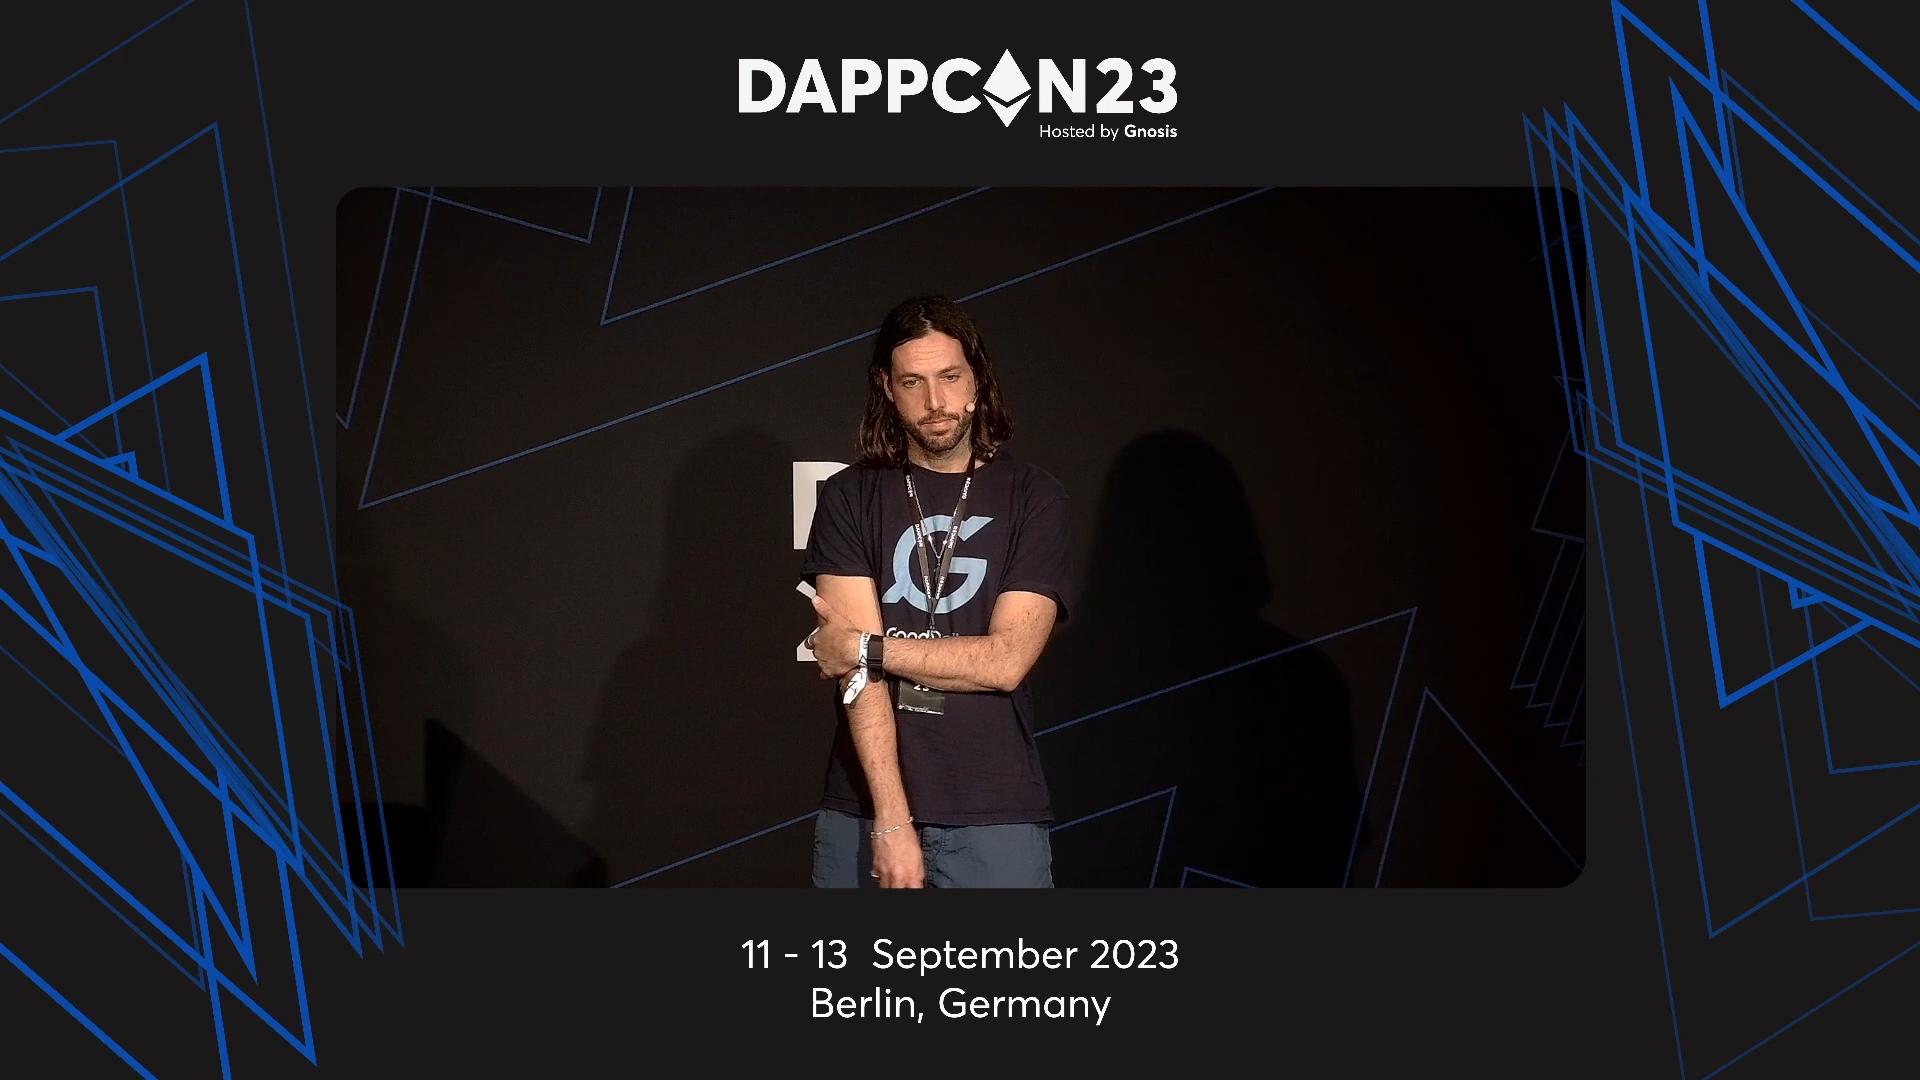 DAPPCON23
Hosted by Gnosis
G
11 - 13 September 2023
Berlin, Germany